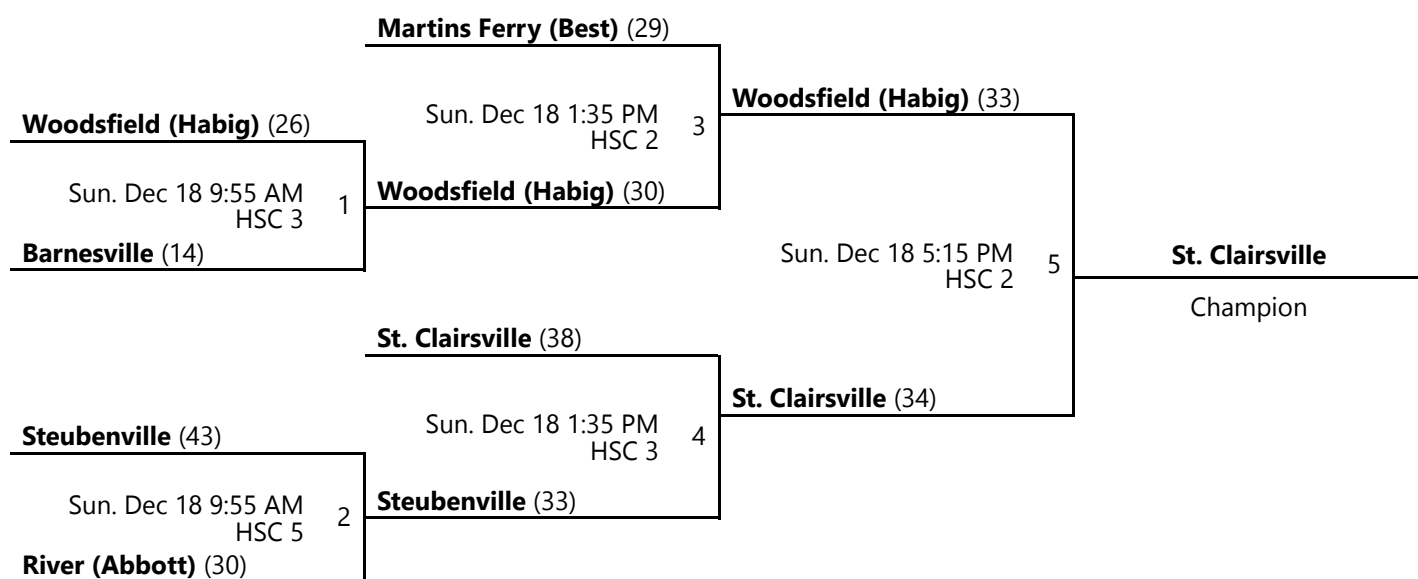 Martins Ferry (Best) (29)
Woodsfield (Habig) (33)
Sun. Dec 18 1:35 PM
HSC 2
3
Woodsfield (Habig) (26)
Sun. Dec 18 9:55 AM
HSC 3
1
Woodsfield (Habig) (30)
Barnesville (14)
Sun. Dec 18 5:15 PM
HSC 2
5
St. Clairsville
Champion
St. Clairsville (38)
St. Clairsville (34)
Sun. Dec 18 1:35 PM
HSC 3
4
Steubenville (43)
Sun. Dec 18 9:55 AM
HSC 5
2
Steubenville (33)
River (Abbott) (30)